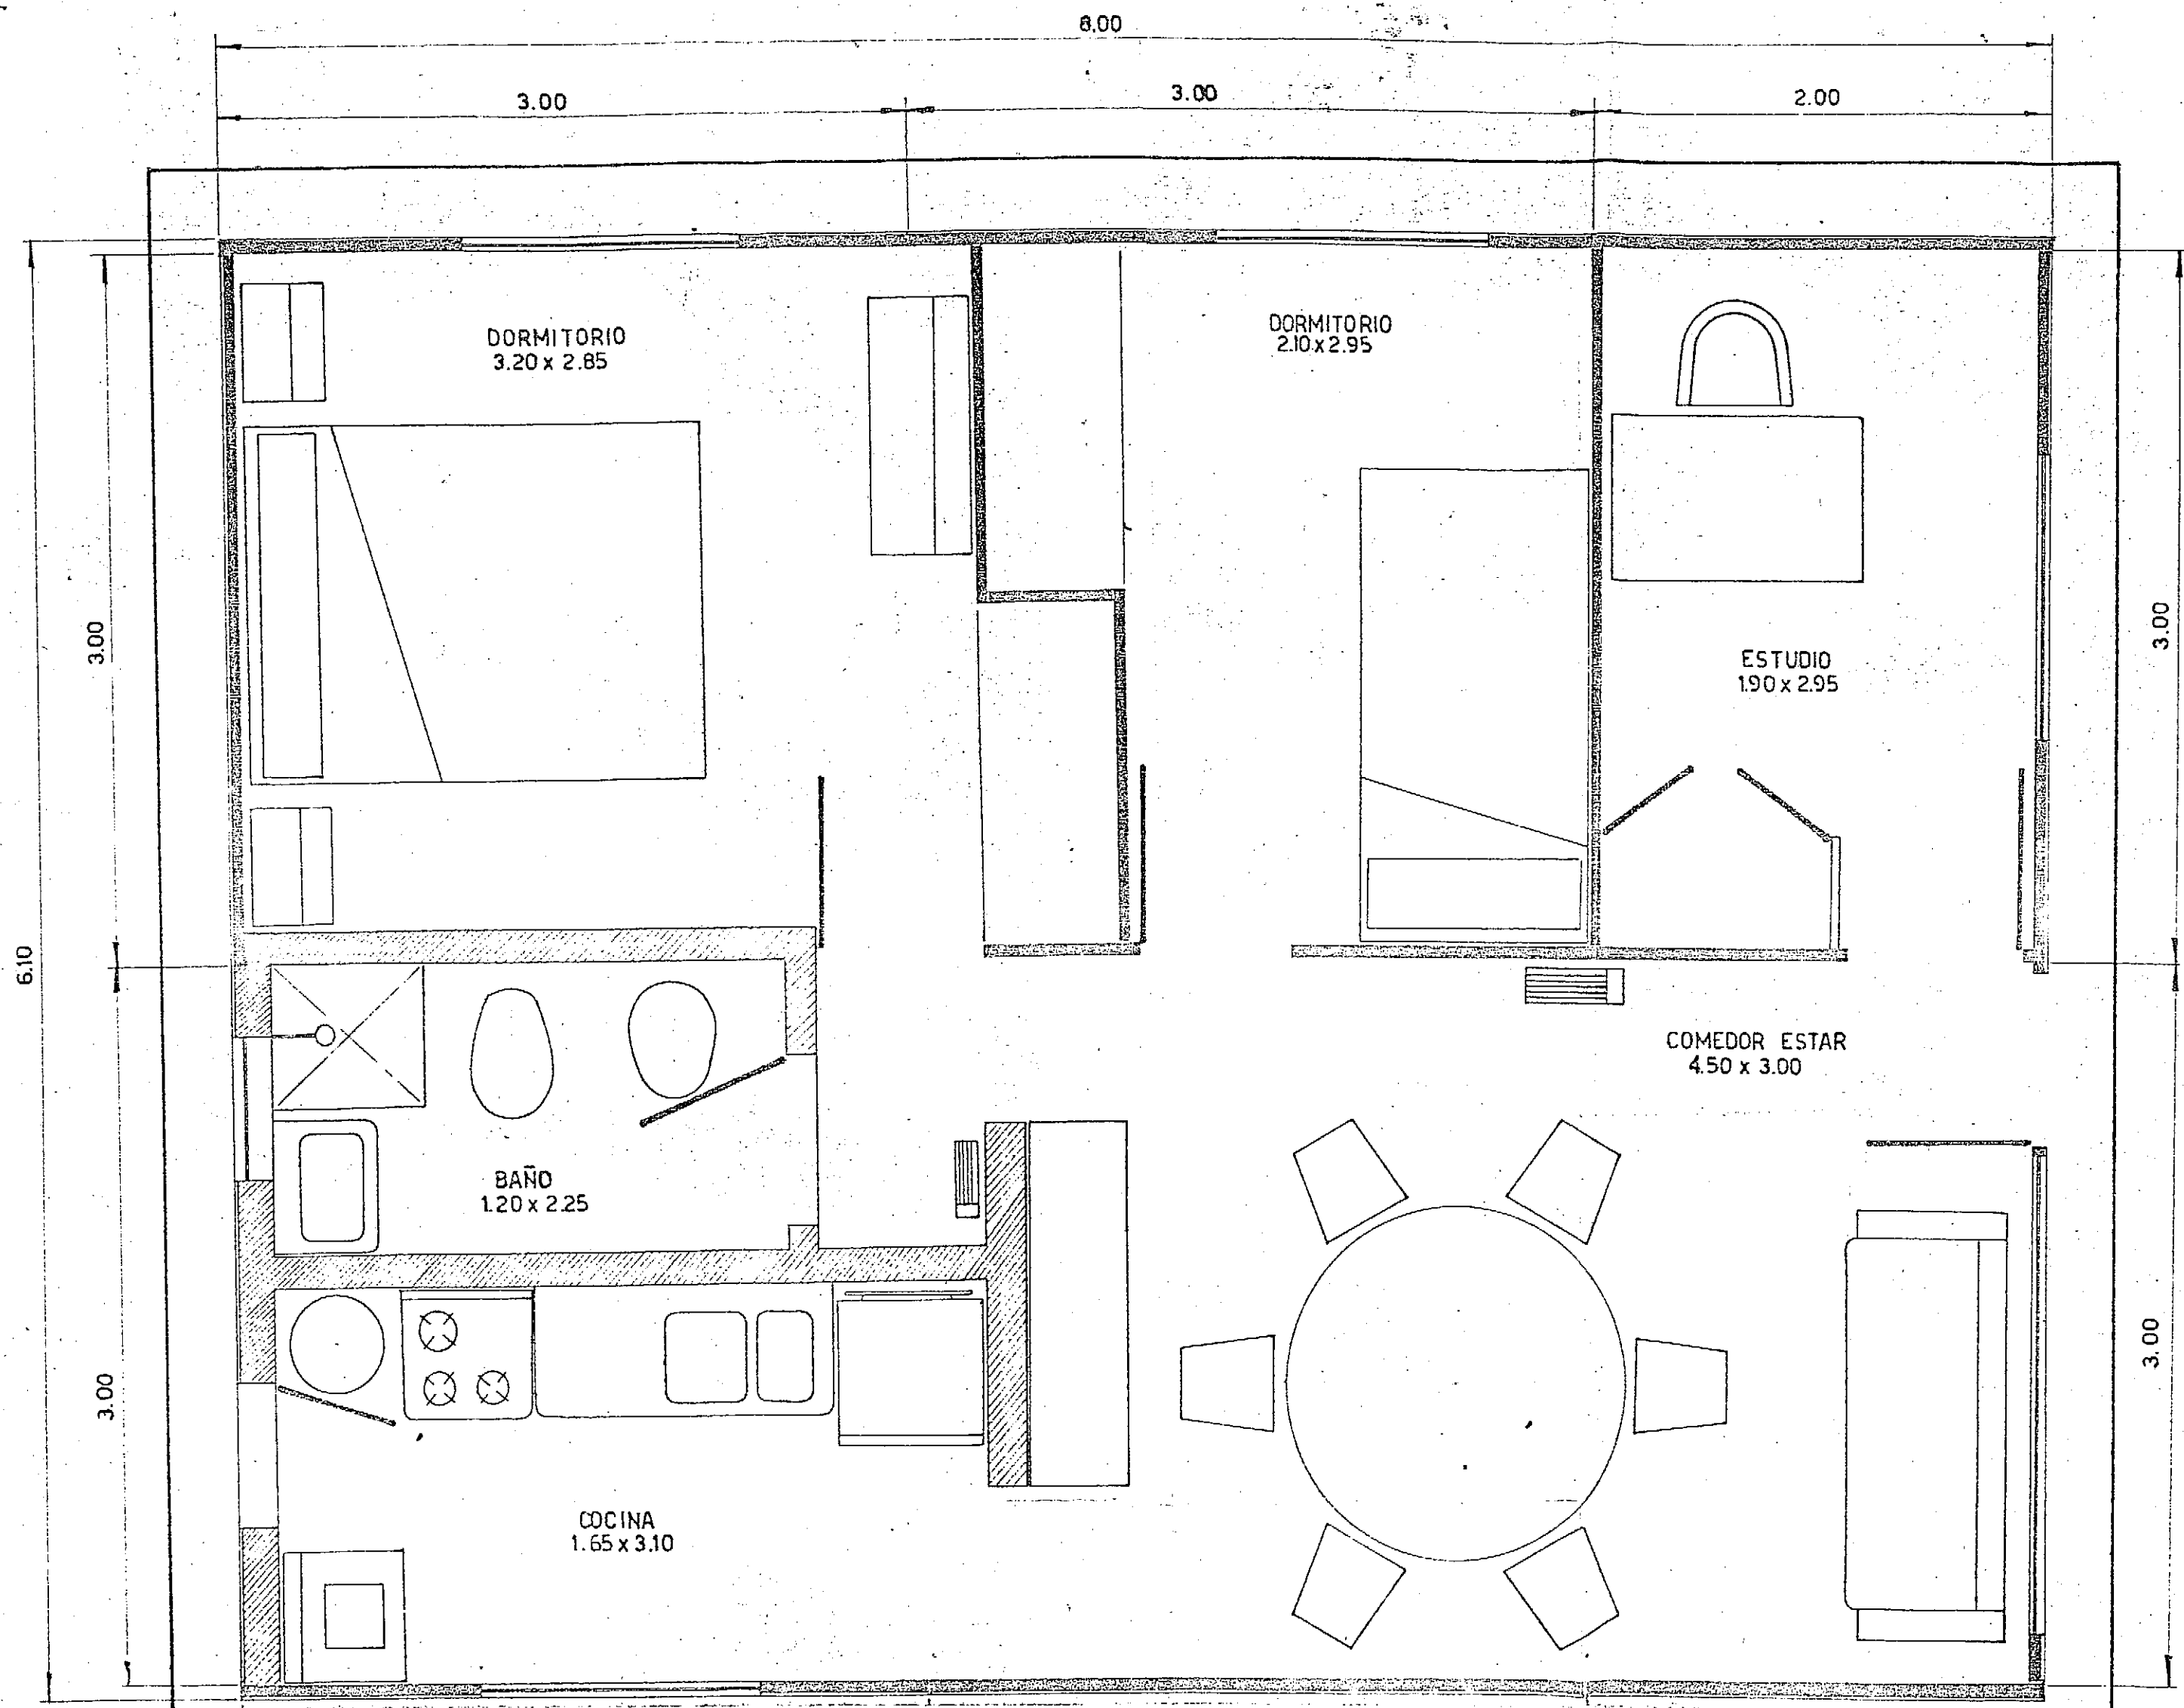 8.00
3.00
3.00
2.00
DORMITORIO
3.20 x 2.85
DORMITORIO
2.10 x 2.95
ESTUDIO
1.90 x 2.95
3.00
3.00
6.10
COMEDOR ESTAR
4.50 x 3.00
BAÑO
1.20 x 2.25
COCINA
1.65 x 3.10
3.00
3.00